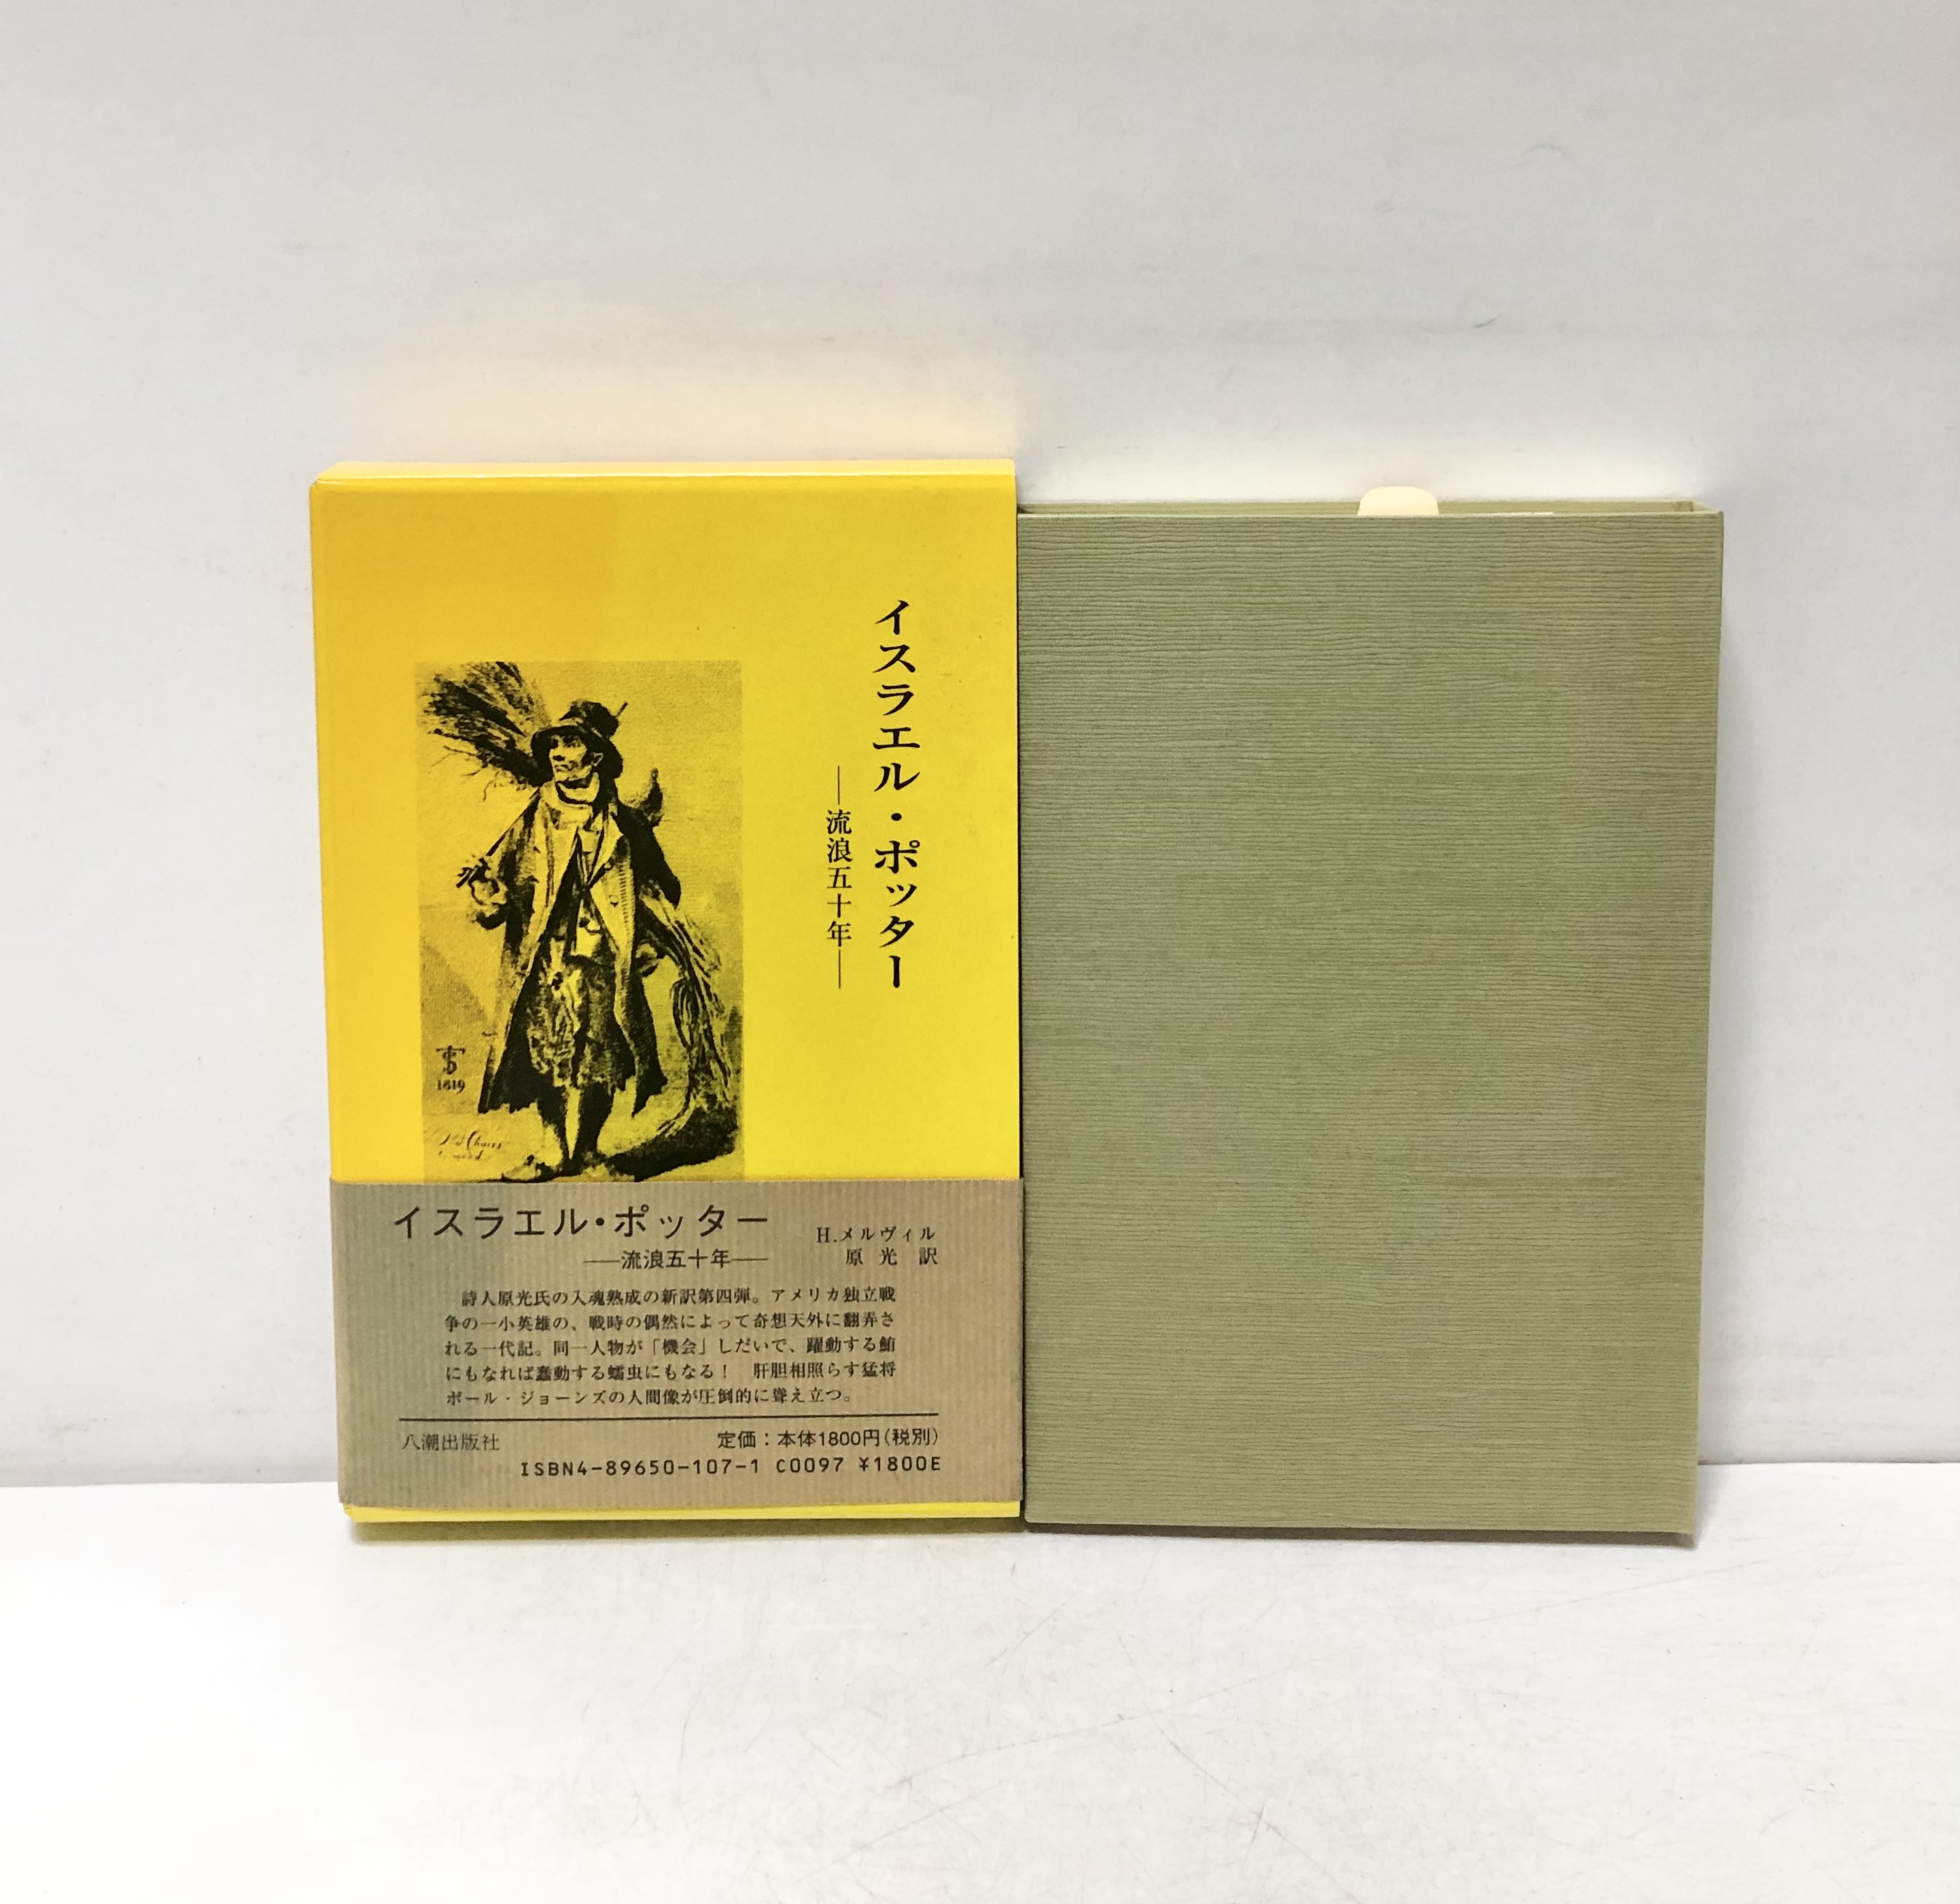 イスラエル・ポッター
―流浪五十年―
1819
イスラエル・ポッター
―流浪五十年―
H.メルヴィル
原光訳
詩人原光氏の入魂熟成の新訳第四弾。アメリカ独立戦
争の一小英雄の、戦時の偶然によって奇想天外に翻弄さ
れる一代記。同一人物が「機会」しだいで、躍動する鮪
にもなれば蠢動する蠕虫にもなる！　肝胆相照らす猛将
ポール・ジョーンズの人間像が圧倒的に聳え立つ。
八潮出版社
定価：本体1800円(税別)
ISBN4-89650-107-1 C0097 ¥1800E